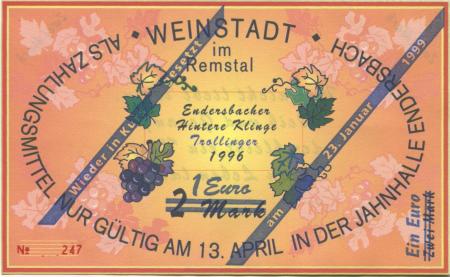 · WEINSTADT ·
im
Remstal
ALS ZAHLUNGSMITTEL NUR GÜLTIG AM 13. APRIL IN DER JAHNHALLE ENDERSBACH
Wieder in Kurs gesetzt
am 23. Januar 1999
Endersbacher
Hintere Klinge
Trollinger
1996
1 Euro
2 Mark
Ein Euro
Zwei Mark
No 247